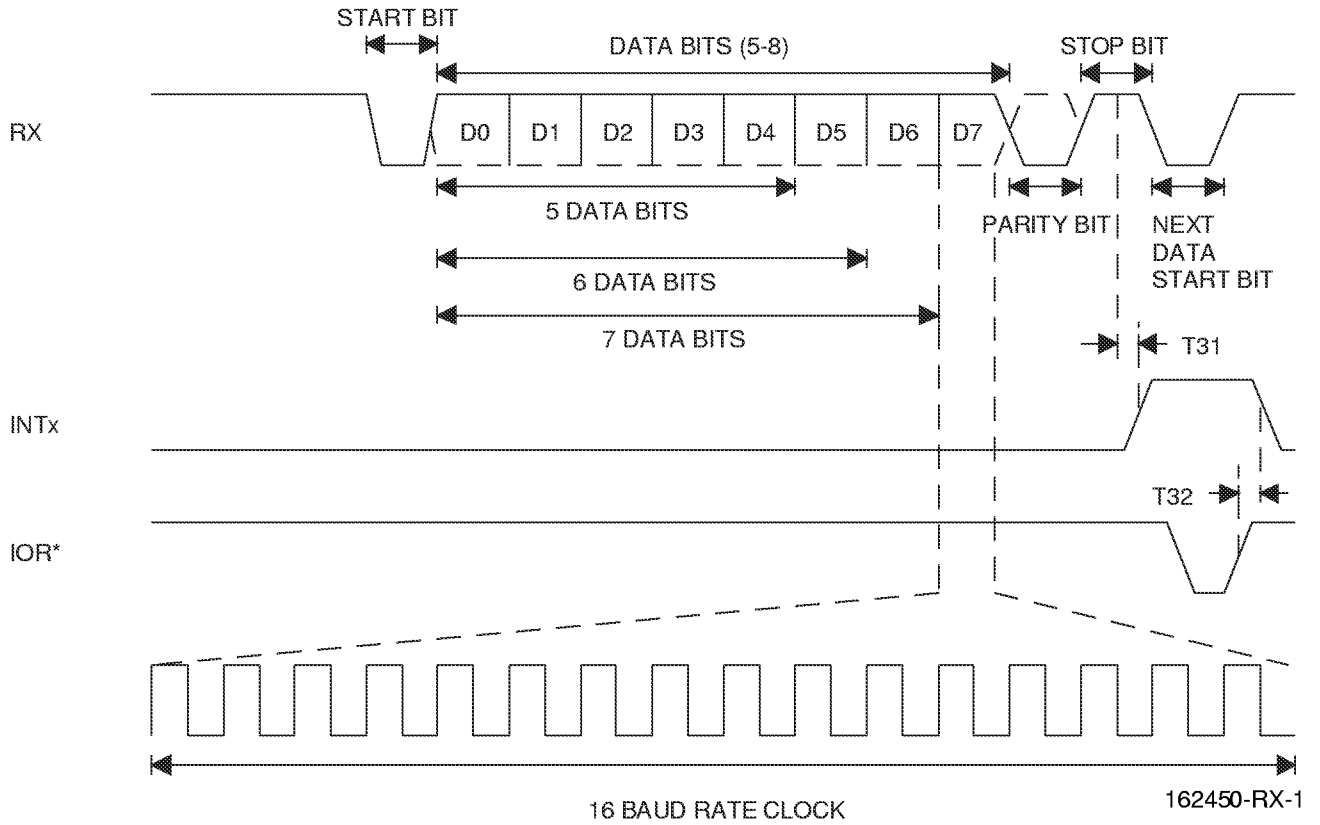 START BIT
DATA BITS (5-8)
STOP BIT
RX
D0 D1 D2 D3 D4 D5 D6 D7
5 DATA BITS
PARITY BIT
NEXT
DATA
START BIT
6 DATA BITS
7 DATA BITS
T31
INTx
T32
IOR*
16 BAUD RATE CLOCK
162450-RX-1